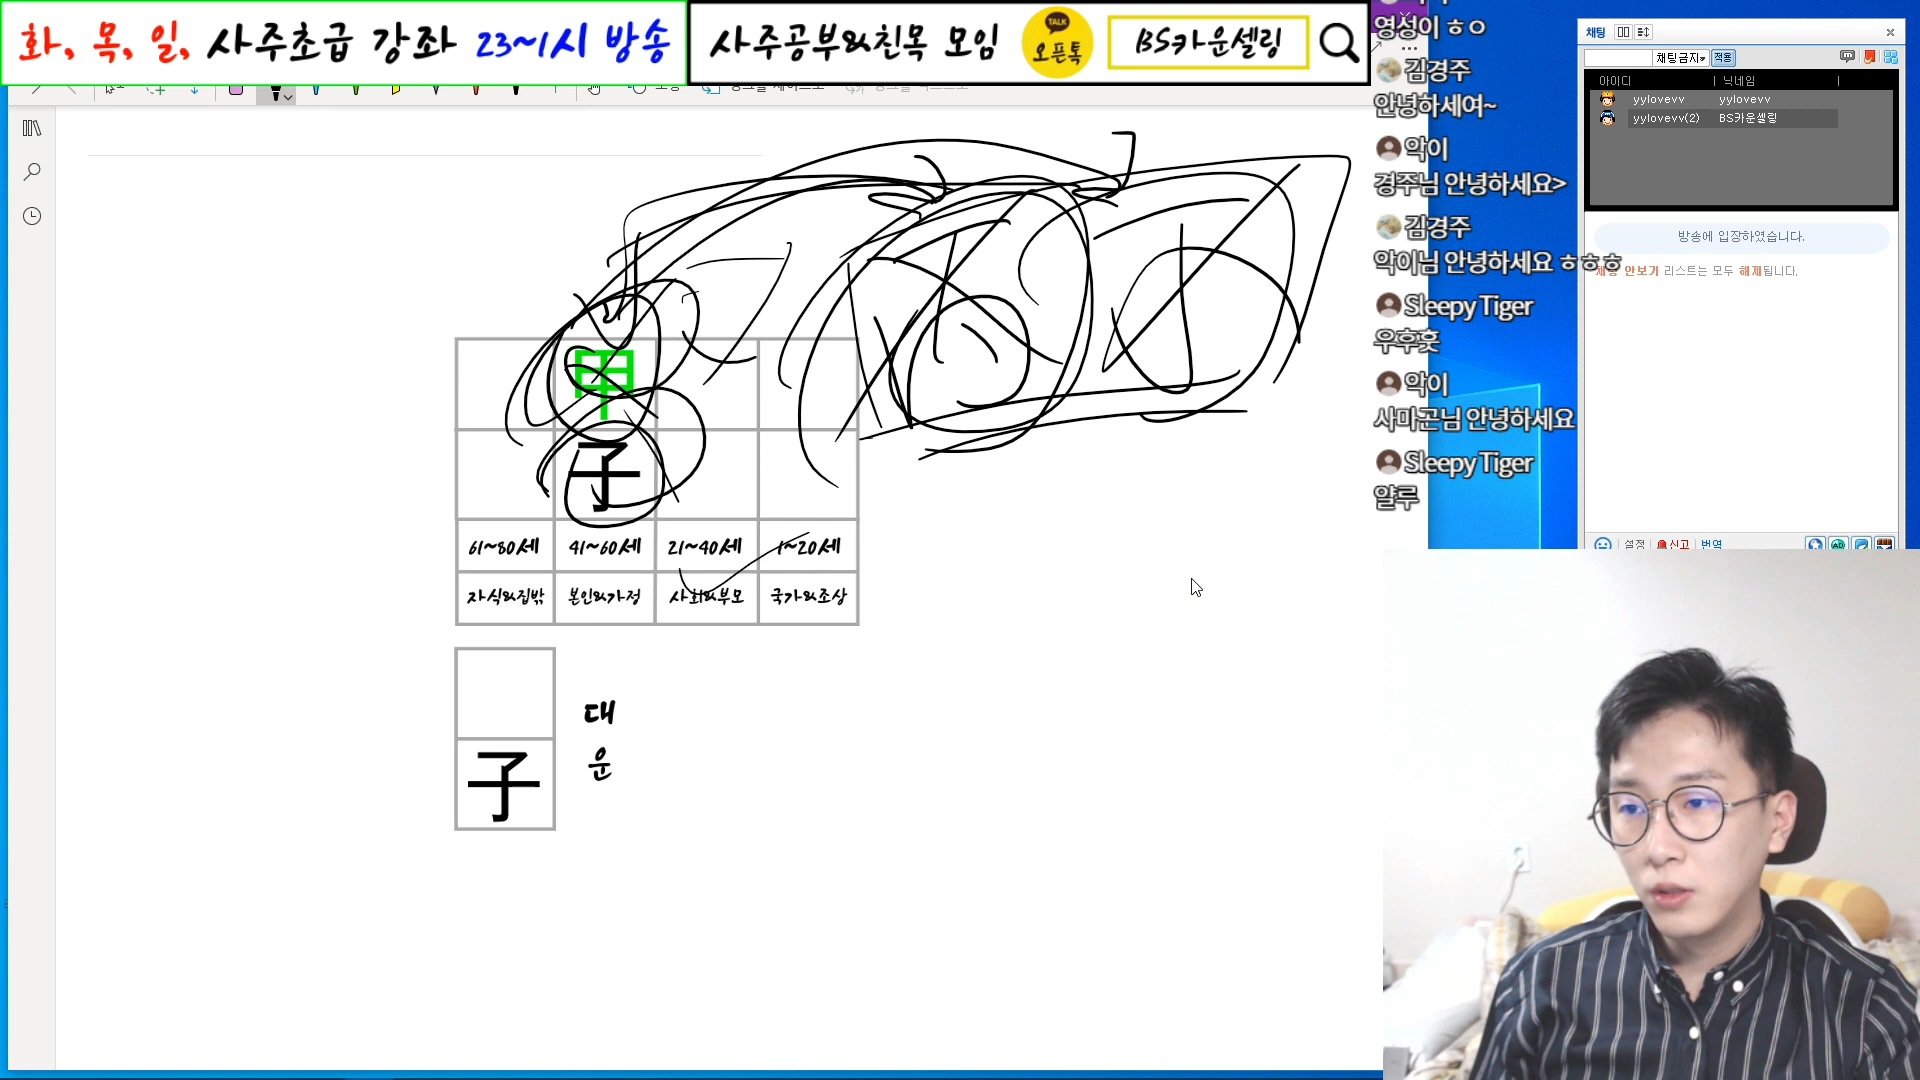 화, 목, 일, 사주초급 강좌 23~1시 방송
사주공부&친목 모임
TALK
오픈톡
BS카운셀링
甲
子
61~80세 41~60세 21~40세 1~20세
자식&집밖 본인&가정 사회&부모 국가&조상
子
대
운
영성이 ㅎㅇ
김경주
안녕하세여~
악이
경주님 안녕하세요>
김경주
악이님 안녕하세요 ㅎㅎㅎ
Sleepy Tiger
우후훗
악이
사마곤님 안녕하세요
Sleepy Tiger
얄루
채팅
채팅금지 적용
아이디 닉네임
yylovevv yylovevv
yylovevv(2) BS카운셀링
방송에 입장하였습니다.
채팅 안보기 리스트는 모두 해제됩니다.
설정 신고 번역